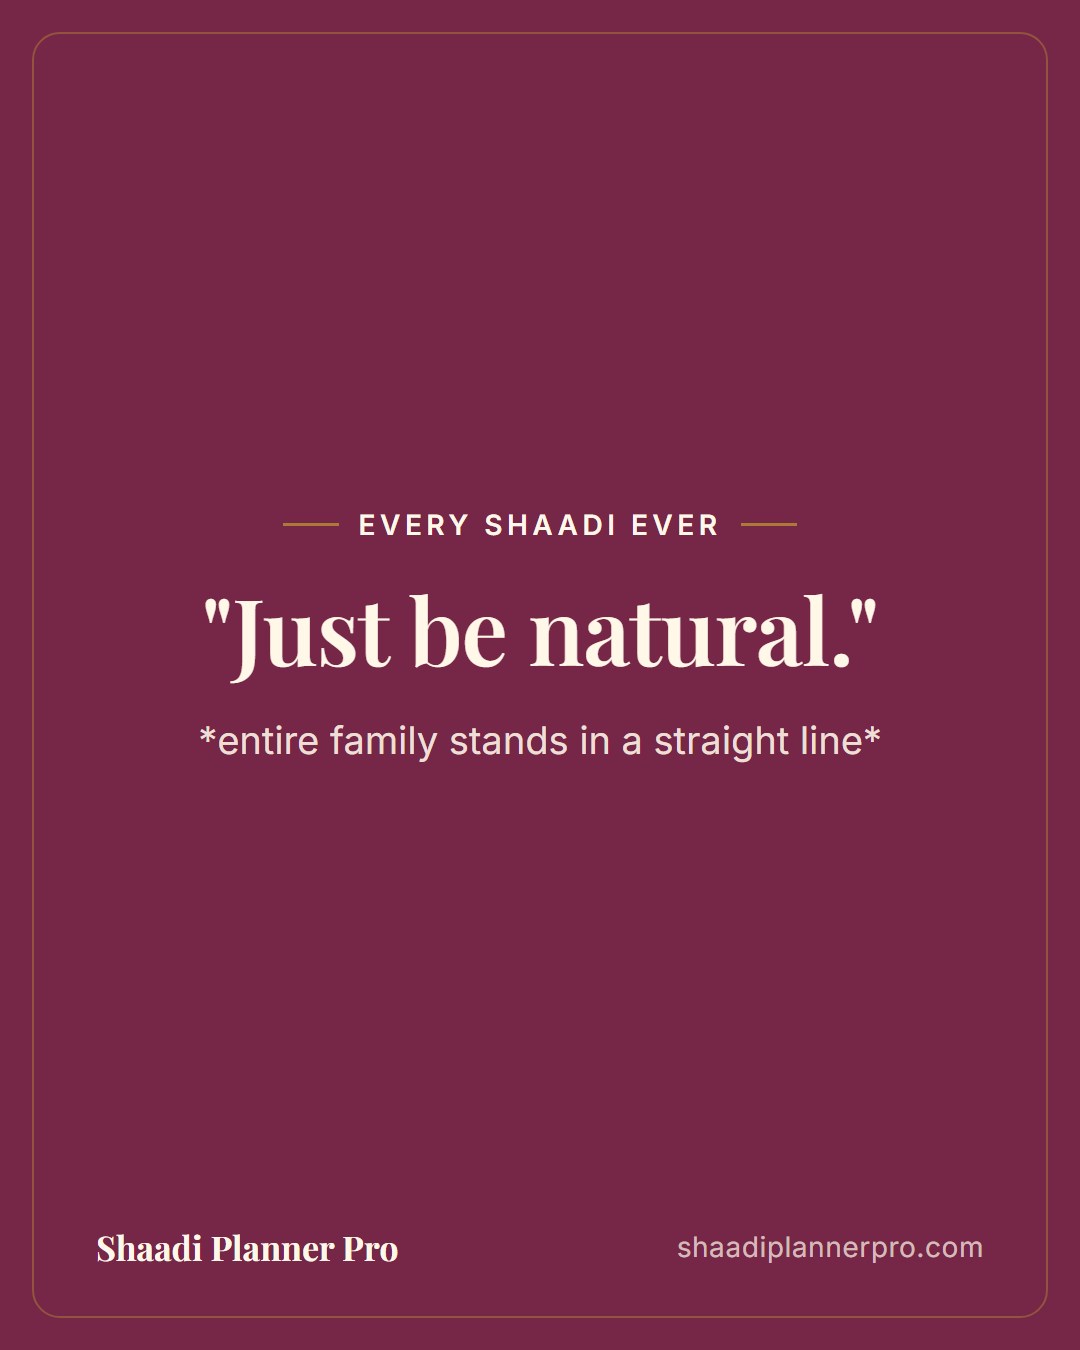 EVERY SHAADI EVER
"Just be natural."
*entire family stands in a straight line*
Shaadi Planner Pro
shaadiplannerpro.com